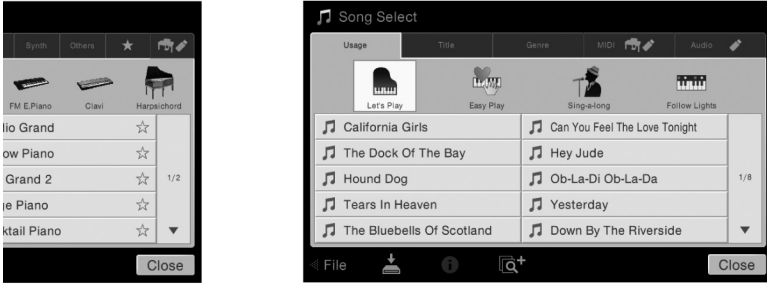 Synth Others ★
FM E.Piano Clavi Harpsichord
lio Grand ☆
ow Piano ☆
Grand 2 ☆
ge Piano ☆
ktail Piano ☆
1/2
▼
Close
Song Select
Usage Title Genre MIDI Audio
Let's Play Easy Play Sing-a-long Follow Lights
California Girls Can You Feel The Love Tonight
The Dock Of The Bay Hey Jude
Hound Dog Ob-La-Di Ob-La-Da
Tears In Heaven Yesterday
The Bluebells Of Scotland Down By The Riverside
1/8
▼
File
Close